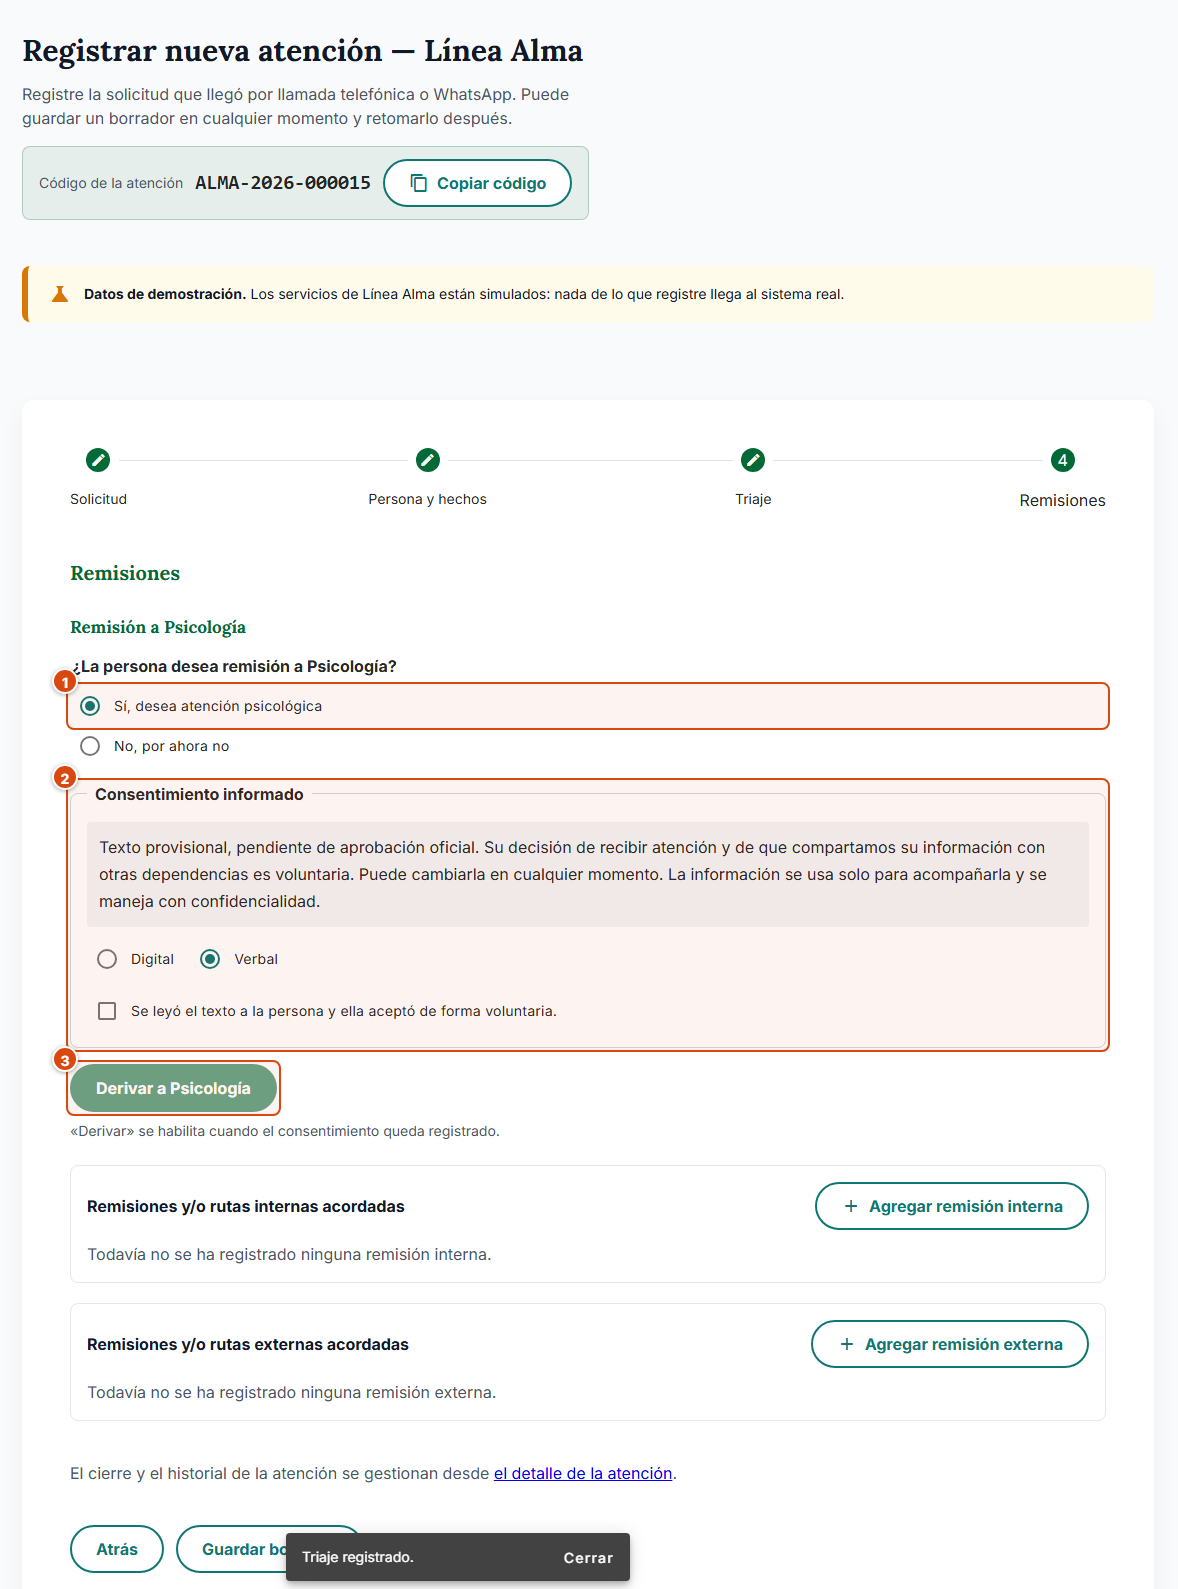 Registrar nueva atención — Línea Alma
Registre la solicitud que llegó por llamada telefónica o WhatsApp. Puede
guardar un borrador en cualquier momento y retomarlo después.
Código de la atención ALMA-2026-000015 Copiar código
Datos de demostración. Los servicios de Línea Alma están simulados: nada de lo que registre llega al sistema real.
4
Solicitud Persona y hechos Triaje Remisiones
Remisiones
Remisión a Psicología
¿La persona desea remisión a Psicología?
1
Sí, desea atención psicológica
No, por ahora no
2
Consentimiento informado
Texto provisional, pendiente de aprobación oficial. Su decisión de recibir atención y de que compartamos su información con
otras dependencias es voluntaria. Puede cambiarla en cualquier momento. La información se usa solo para acompañarla y se
maneja con confidencialidad.
Digital Verbal
Se leyó el texto a la persona y ella aceptó de forma voluntaria.
3
Derivar a Psicología
«Derivar» se habilita cuando el consentimiento queda registrado.
Remisiones y/o rutas internas acordadas + Agregar remisión interna
Todavía no se ha registrado ninguna remisión interna.
Remisiones y/o rutas externas acordadas + Agregar remisión externa
Todavía no se ha registrado ninguna remisión externa.
El cierre y el historial de la atención se gestionan desde el detalle de la atención.
Atrás Guardar bo
Triaje registrado. Cerrar